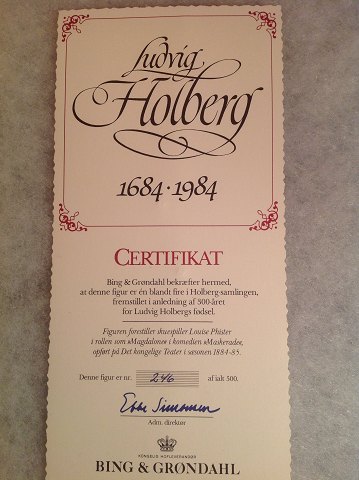 Ludvig
Holberg
1684·1984
CERTIFIKAT
Bing & Grøndahl bekræfter hermed,
at denne figur er én blandt fire i Holberg-samlingen,
fremstillet i anledning af 300-året
for Ludvig Holbergs fødsel.
Figuren forestiller skuespiller Louise Phister
i rollen som »Magdalone« i komedien »Maskerade«,
opført på Det kongelige Teater i sæsonen 1884-85.
Denne figur er nr. 246 af ialt 500.
Adm. direktør
KONGELIG HOFLEVERANDØR
BING & GRØNDAHL